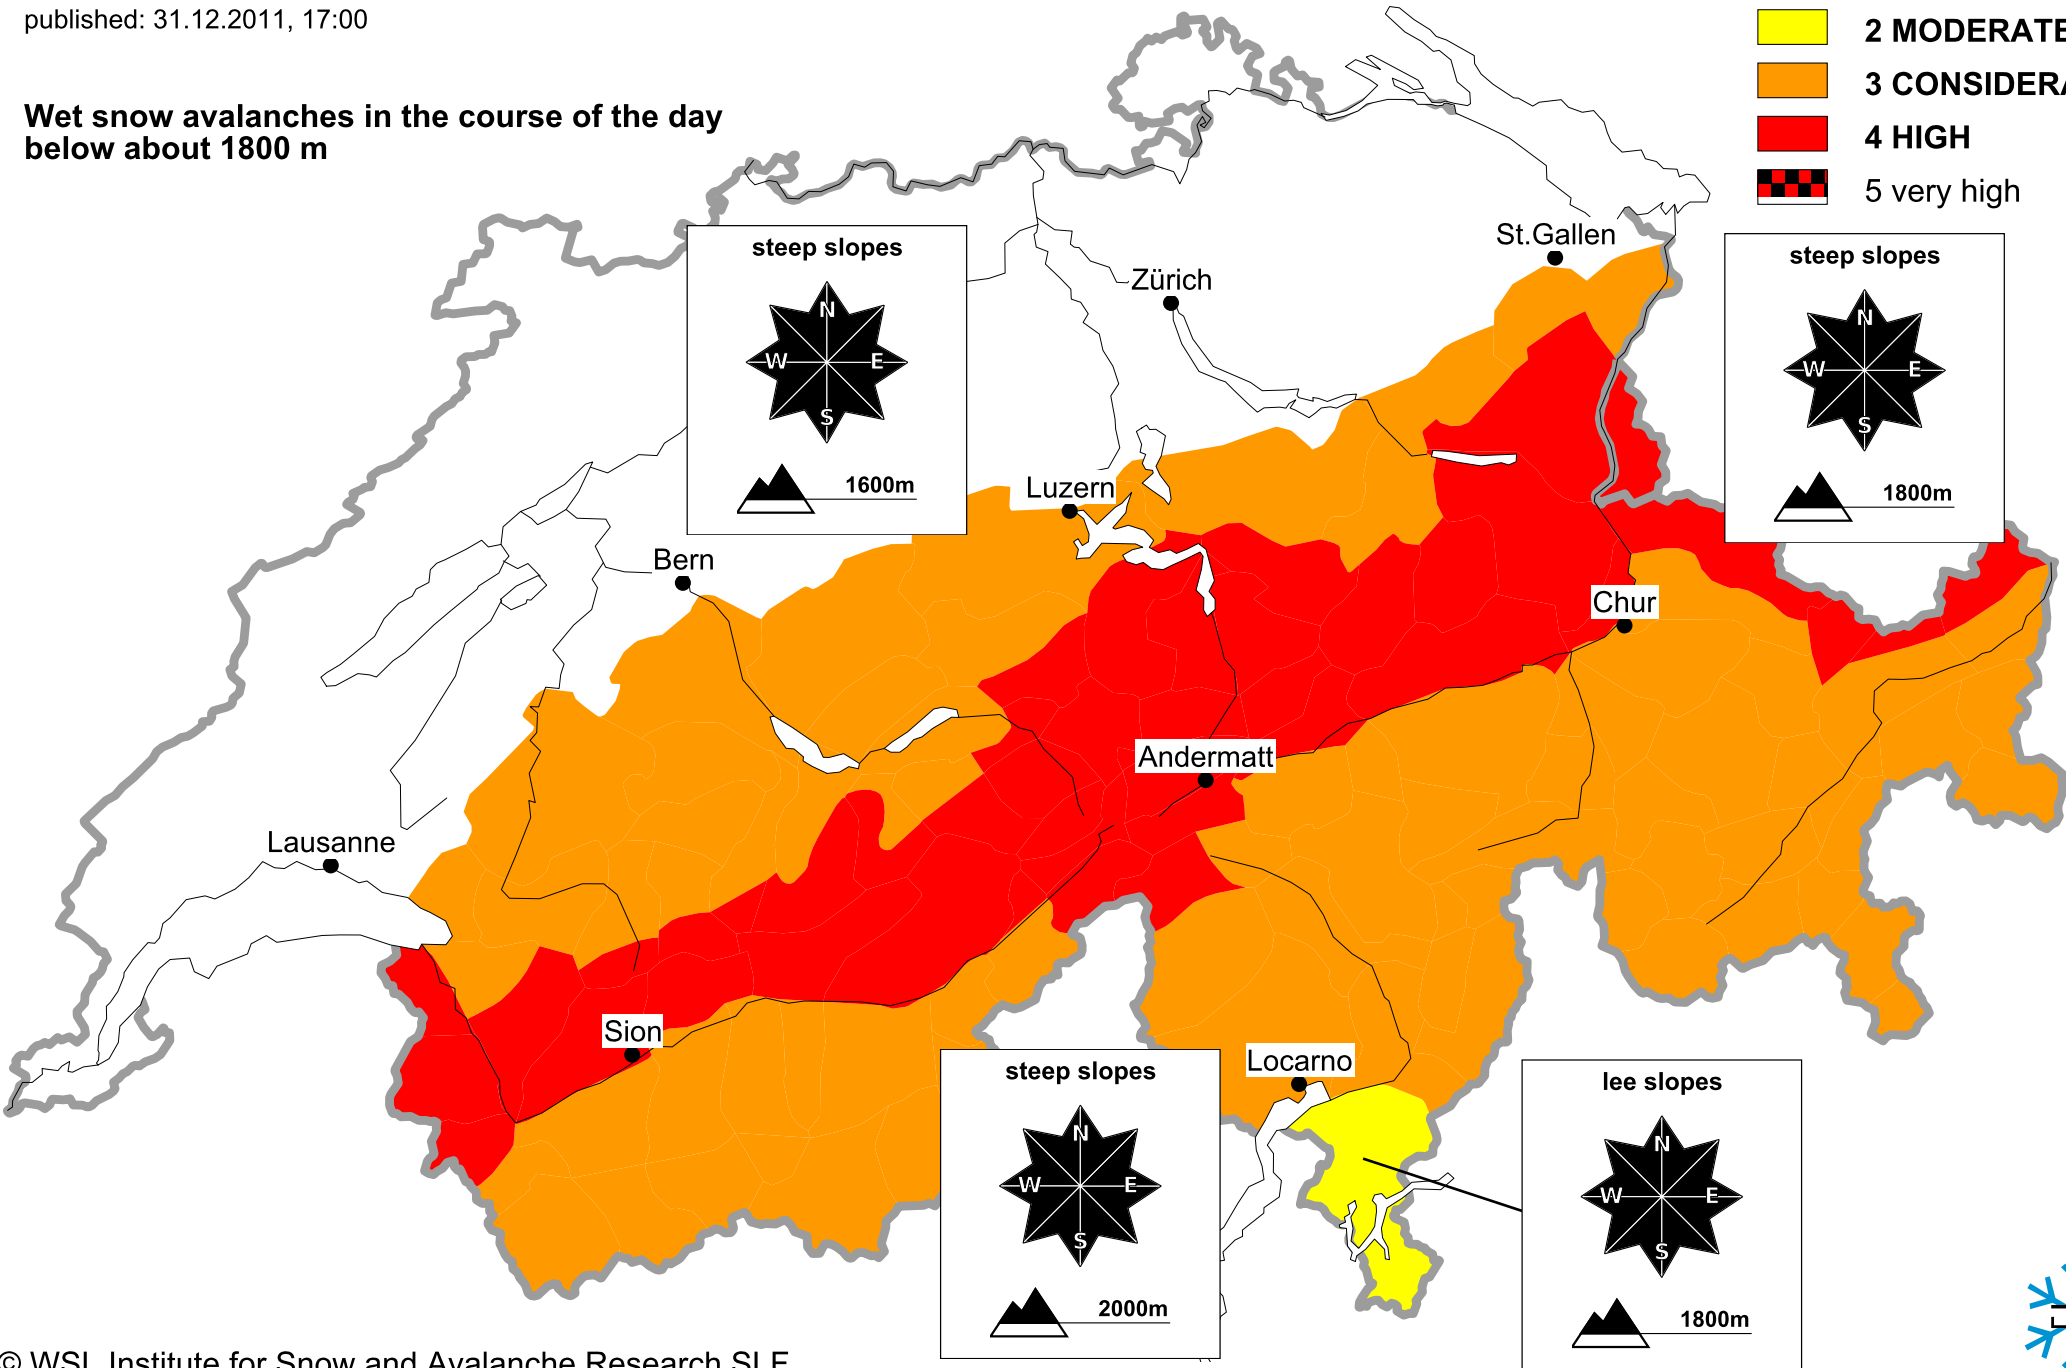 published: 31.12.2011, 17:00
Wet snow avalanches in the course of the day
below about 1800 m
2 MODERATE
3 CONSIDERA
4 HIGH
5 very high
steep slopes
N
W E
S
1600m
steep slopes
N
W E
S
1800m
St.Gallen
Zürich
Luzern
Bern
Chur
Andermatt
Lausanne
Sion
Locarno
steep slopes
N
W E
S
2000m
lee slopes
N
W E
S
1800m
© WSL Institute for Snow and Avalanche Research SLF